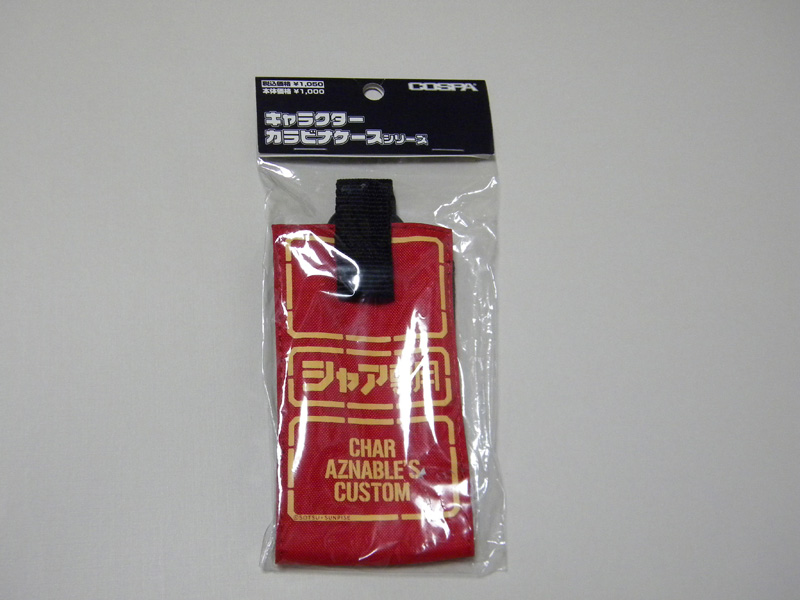 税込価格 ¥1,050
本体価格 ¥1,000
COSPA
キャラクター
カラビナケースシリーズ
シャア専用
CHAR
AZNABLE'S
CUSTOM
©SOTSU・SUNRISE